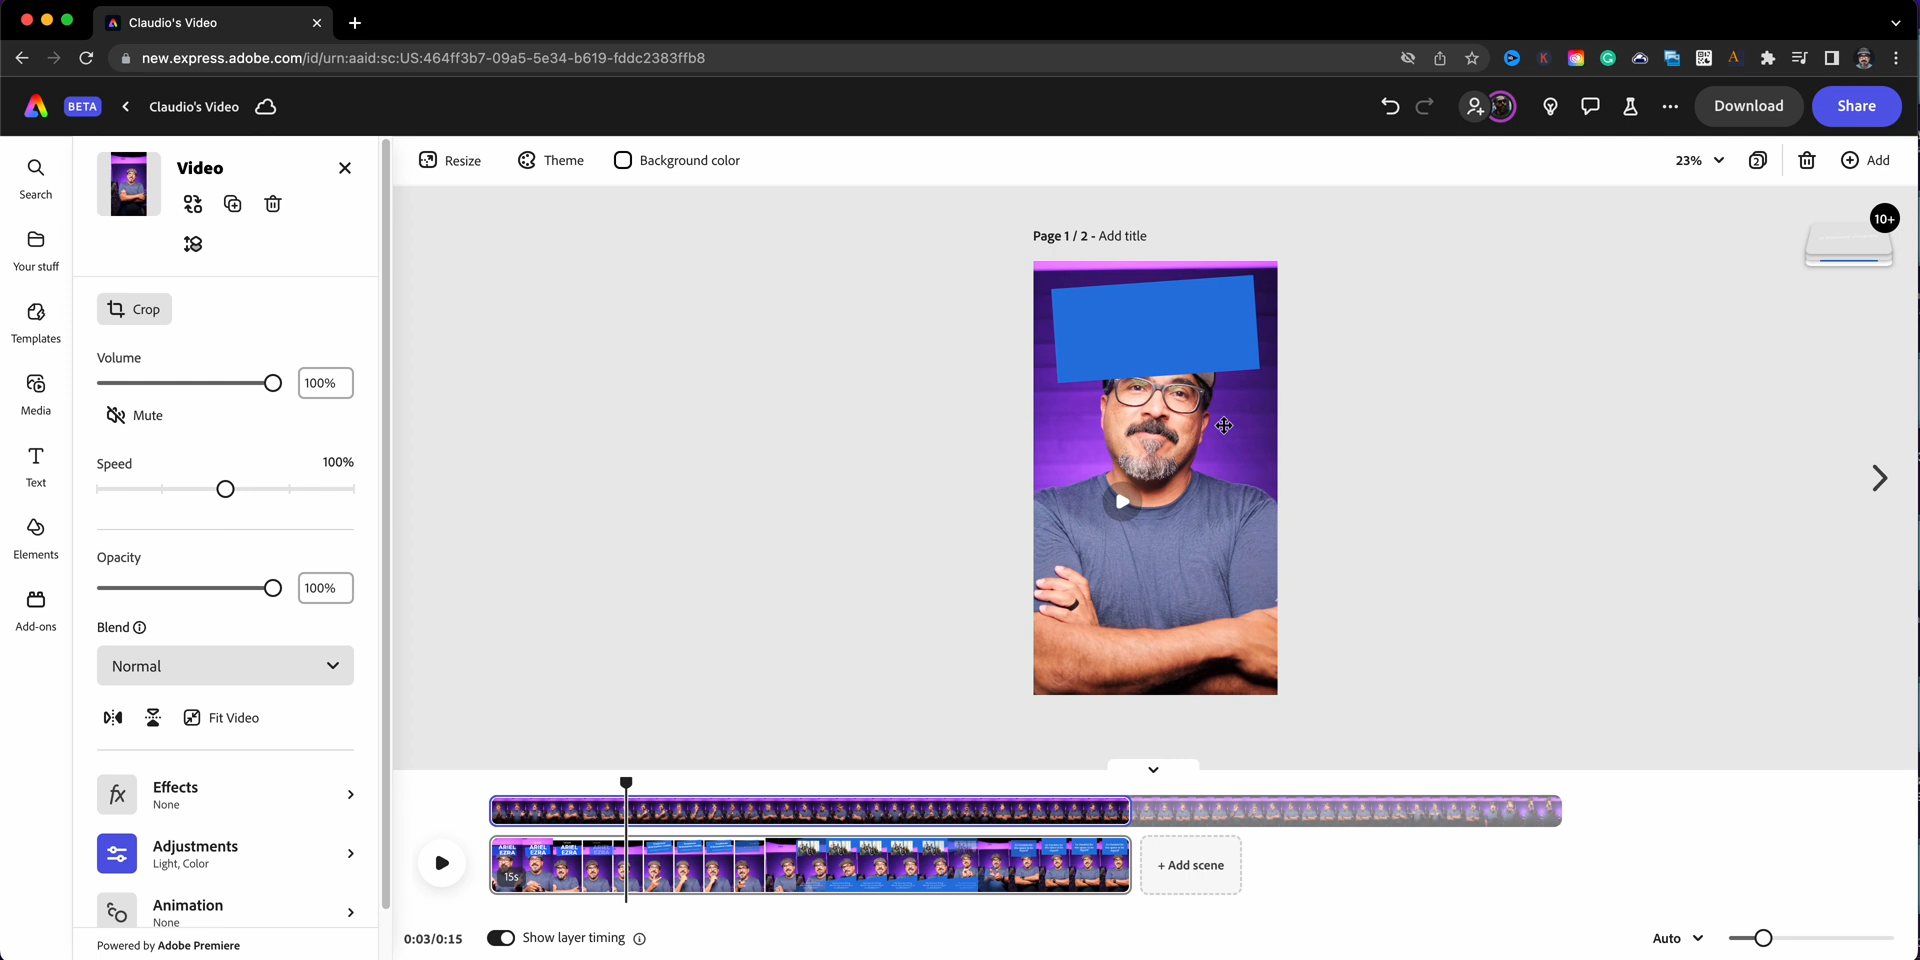 Claudio's Video
new.express.adobe.com/id/urn:aaid:sc:US:464ff3b7-09a5-5e34-b619-fddc2383ffb8
BETA
Claudio's Video
Download
Share
Search
Your stuff
Templates
Media
Text
Elements
Add-ons
Video
Crop
Volume
100%
Mute
Speed
100%
Opacity
100%
Blend
Normal
Fit Video
Effects
None
Adjustments
Light, Color
Animation
None
Powered by Adobe Premiere
Resize
Theme
Background color
23%
2
Add
10+
Page 1 / 2 - Add title
ARIEL EZRA
15s
+ Add scene
0:03/0:15
Show layer timing
Auto